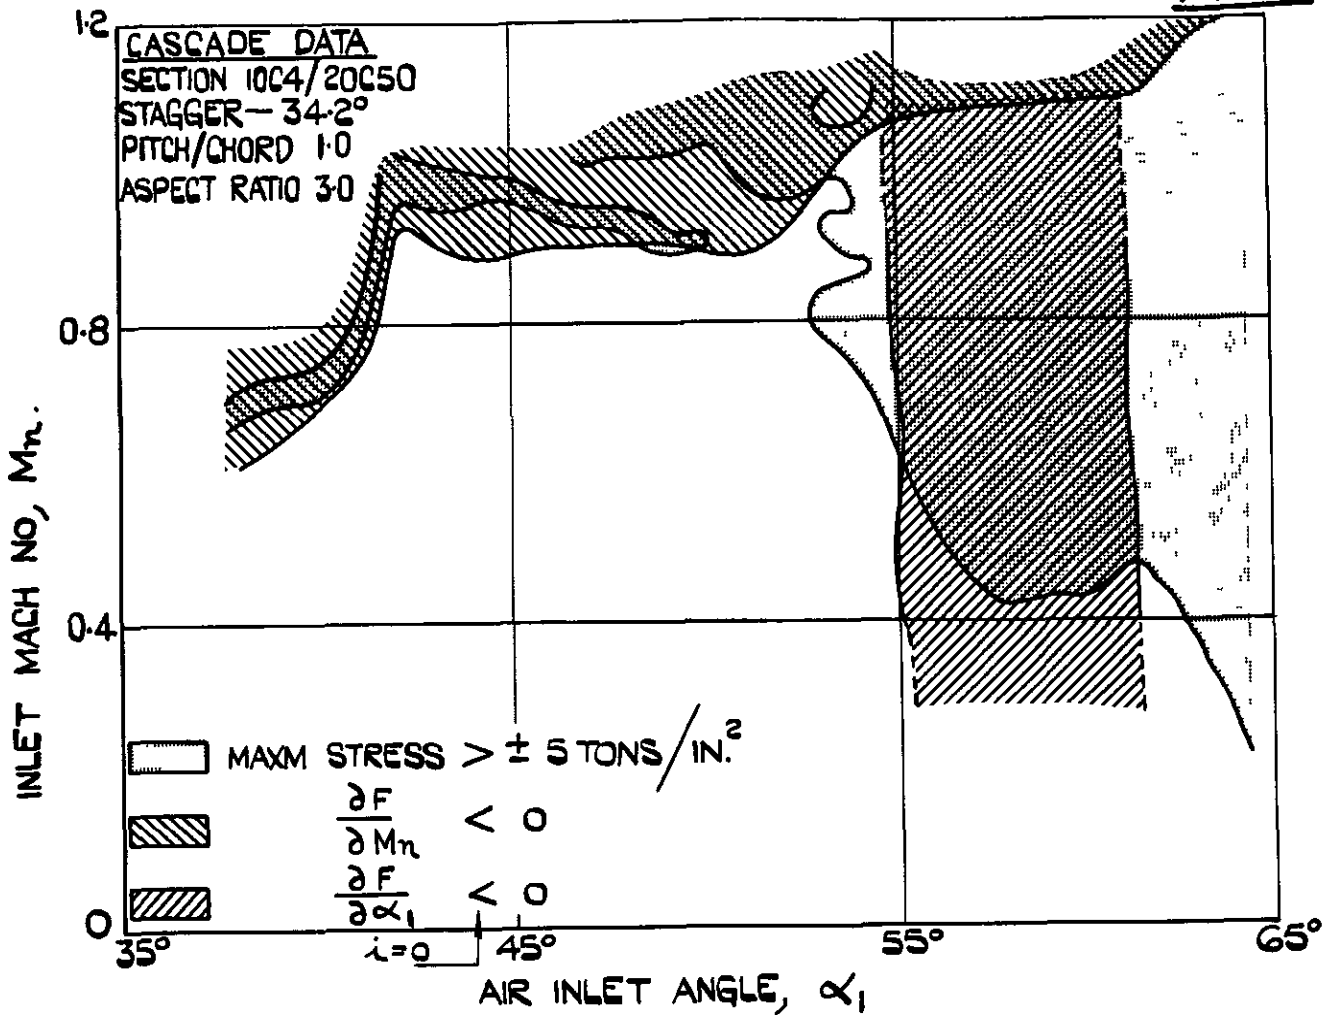 1·2
CASCADE DATA
SECTION 10C4/20C50
STAGGER — 34·2°
PITCH/CHORD 1·0
ASPECT RATIO 3·0
0·8
0·4
0
INLET MACH NO, Mn.
MAXM STRESS > ± 5 TONS/IN.²
∂F/∂Mn < 0
∂F/∂α₁ < 0
35°
i=0
45°
55°
65°
AIR INLET ANGLE, α₁